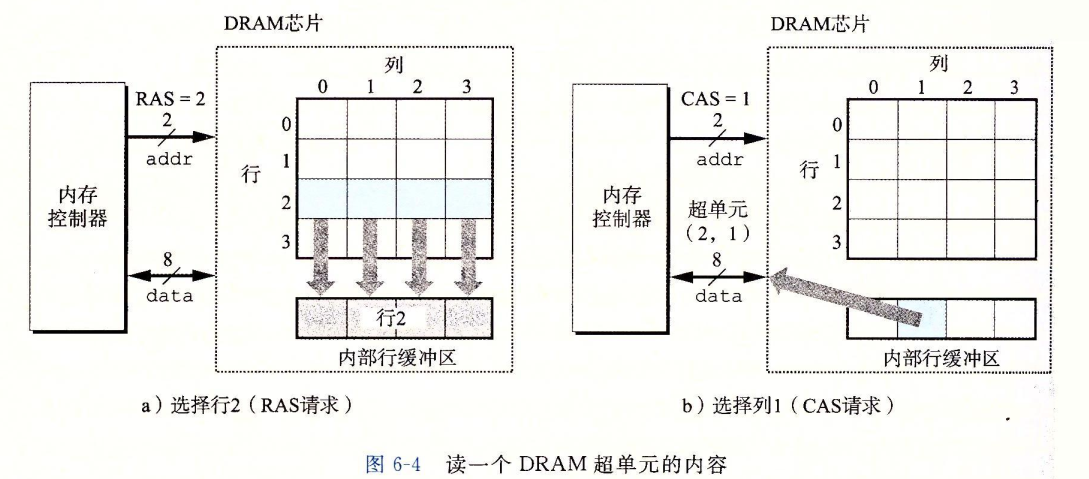 DRAM芯片
列
0 1 2 3
RAS = 2
2
addr
内存
控制器
8
data
行
0
1
2
3
行2
内部行缓冲区
a）选择行2（RAS请求）
DRAM芯片
列
0 1 2 3
CAS = 1
2
addr
内存
控制器
超单元
（2，1）
8
data
行
0
1
2
3
内部行缓冲区
b）选择列1（CAS请求）
图 6-4 读一个 DRAM 超单元的内容